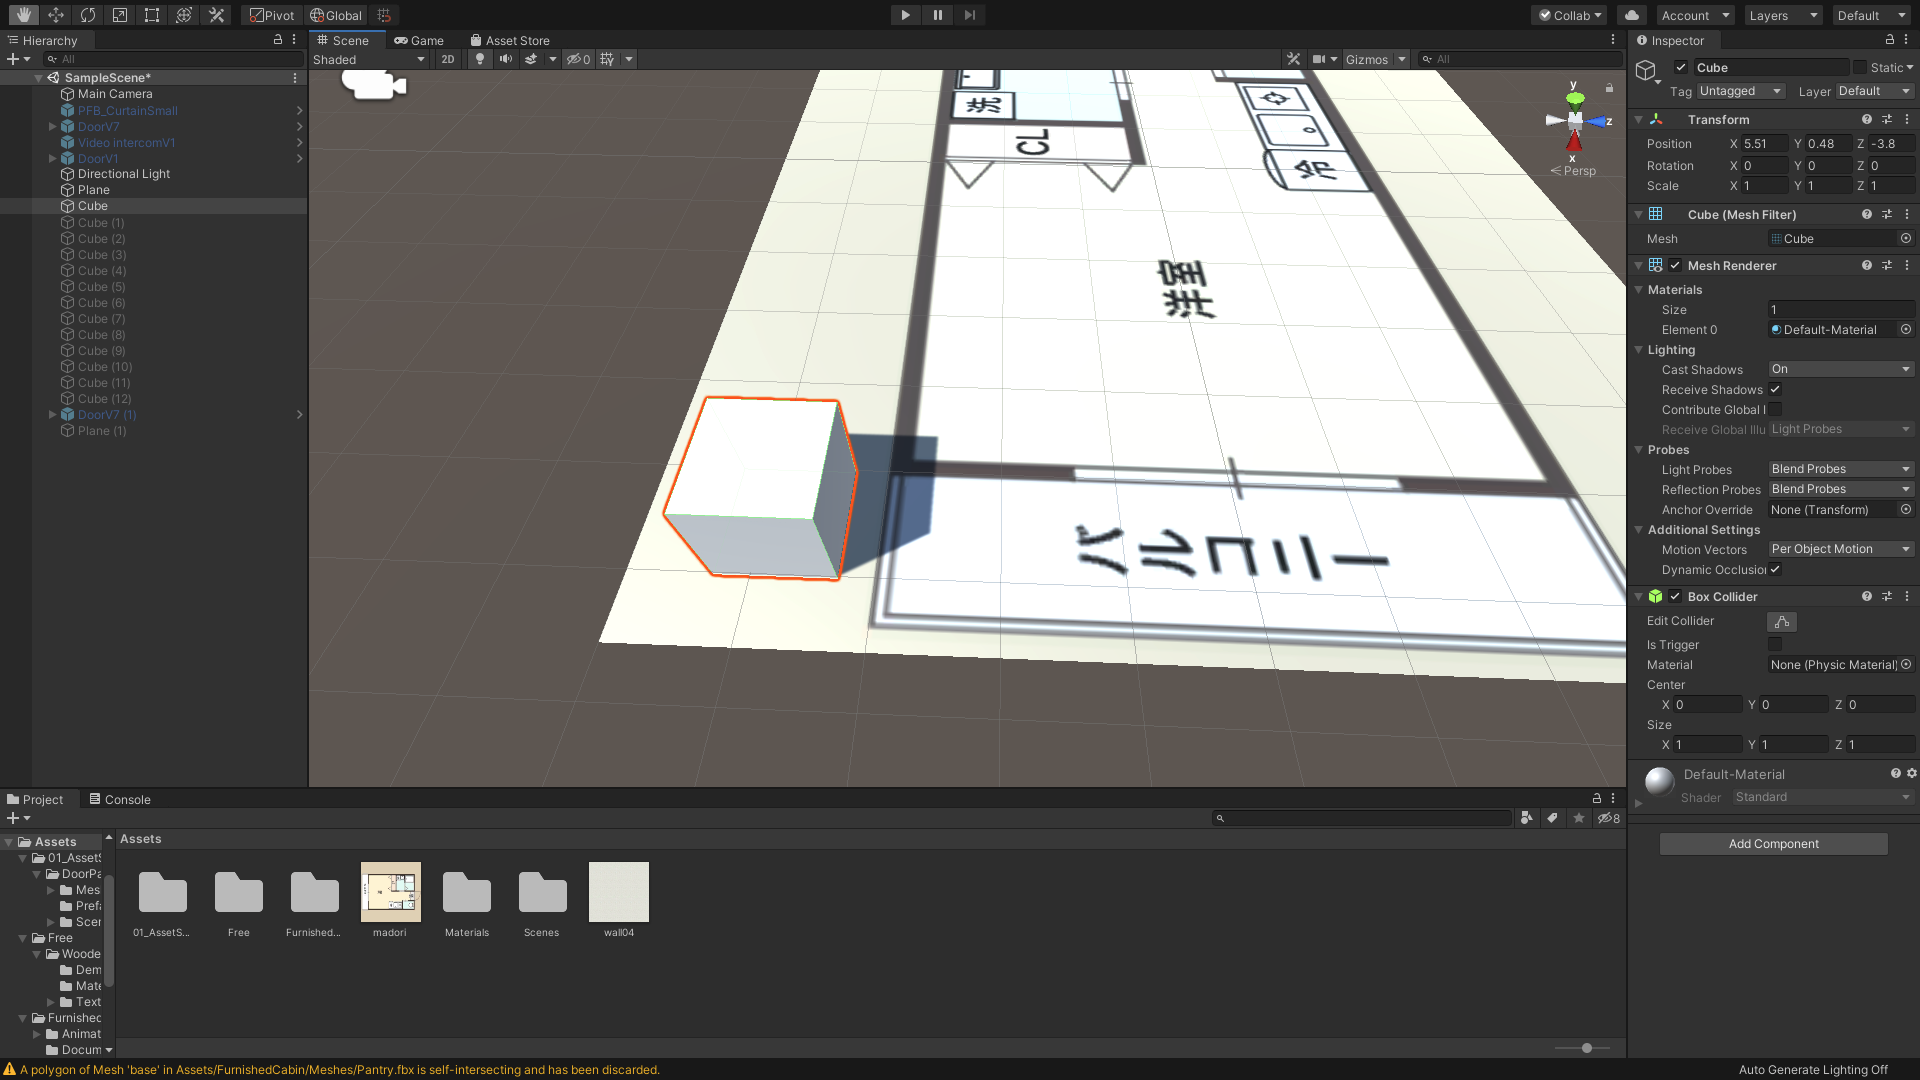 Pivot Global Collab Account Layers Default
Hierarchy
All
SampleScene*
Main Camera
PFB_CurtainSmall
DoorV7
Video intercomV1
DoorV1
Directional Light
Plane
Cube
Cube (1)
Cube (2)
Cube (3)
Cube (4)
Cube (5)
Cube (6)
Cube (7)
Cube (8)
Cube (9)
Cube (10)
Cube (11)
Cube (12)
DoorV7 (1)
Plane (1)
Scene Game Asset Store
Shaded 2D 0 Gizmos All
洗
CL
冷
洋室
バルコニー
y
z
x
< Persp
Inspector
Cube Static
Tag Untagged Layer Default
Transform
Position X 5.51 Y 0.48 Z -3.8
Rotation X 0 Y 0 Z 0
Scale X 1 Y 1 Z 1
Cube (Mesh Filter)
Mesh Cube
Mesh Renderer
Materials
Size 1
Element 0 Default-Material
Lighting
Cast Shadows On
Receive Shadows
Contribute Global I
Receive Global Illu Light Probes
Probes
Light Probes Blend Probes
Reflection Probes Blend Probes
Anchor Override None (Transform)
Additional Settings
Motion Vectors Per Object Motion
Dynamic Occlusion
Box Collider
Edit Collider
Is Trigger
Material None (Physic Material)
Center
X 0 Y 0 Z 0
Size
X 1 Y 1 Z 1
Default-Material
Shader Standard
Add Component
Project Console
8
Assets
01_AssetS
DoorPa
Mes
Prefa
Scen
Free
Woode
Dem
Mate
Text
Furnished
Animat
Docum
Assets
01_AssetS... Free Furnished... madori Materials Scenes wall04
A polygon of Mesh 'base' in Assets/FurnishedCabin/Meshes/Pantry.fbx is self-intersecting and has been discarded.
Auto Generate Lighting Off